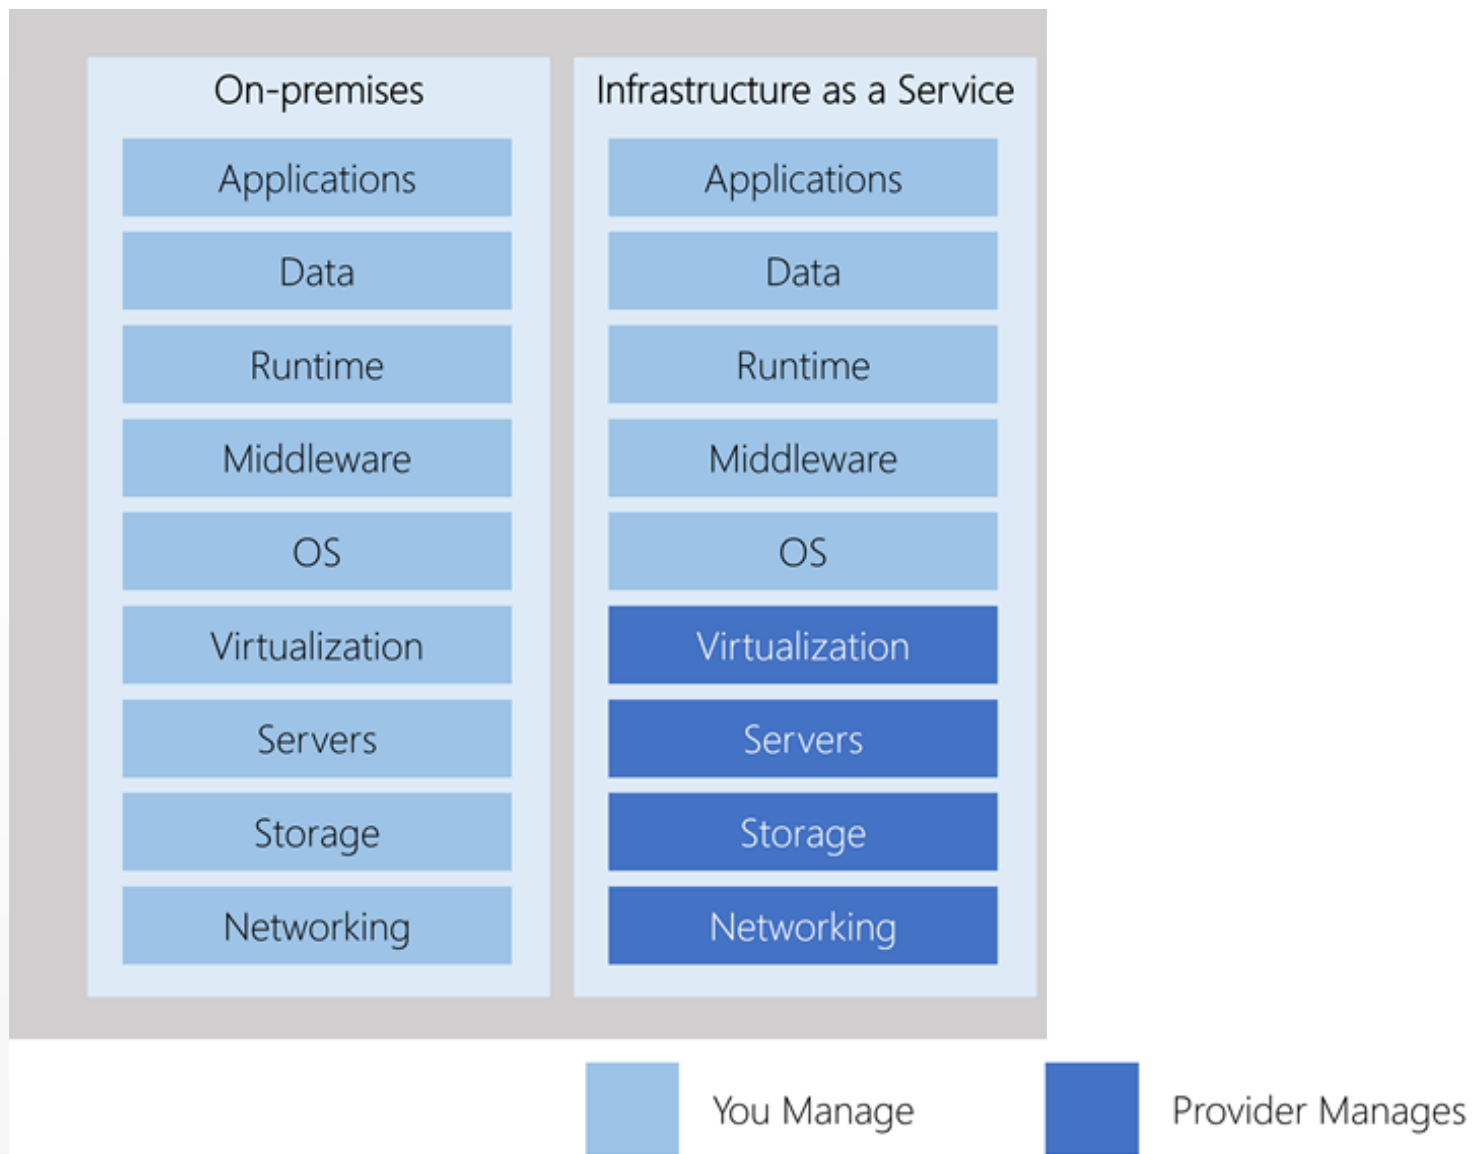 On-premises
Applications
Data
Runtime
Middleware
OS
Virtualization
Servers
Storage
Networking
Infrastructure as a Service
Applications
Data
Runtime
Middleware
OS
Virtualization
Servers
Storage
Networking
You Manage
Provider Manages